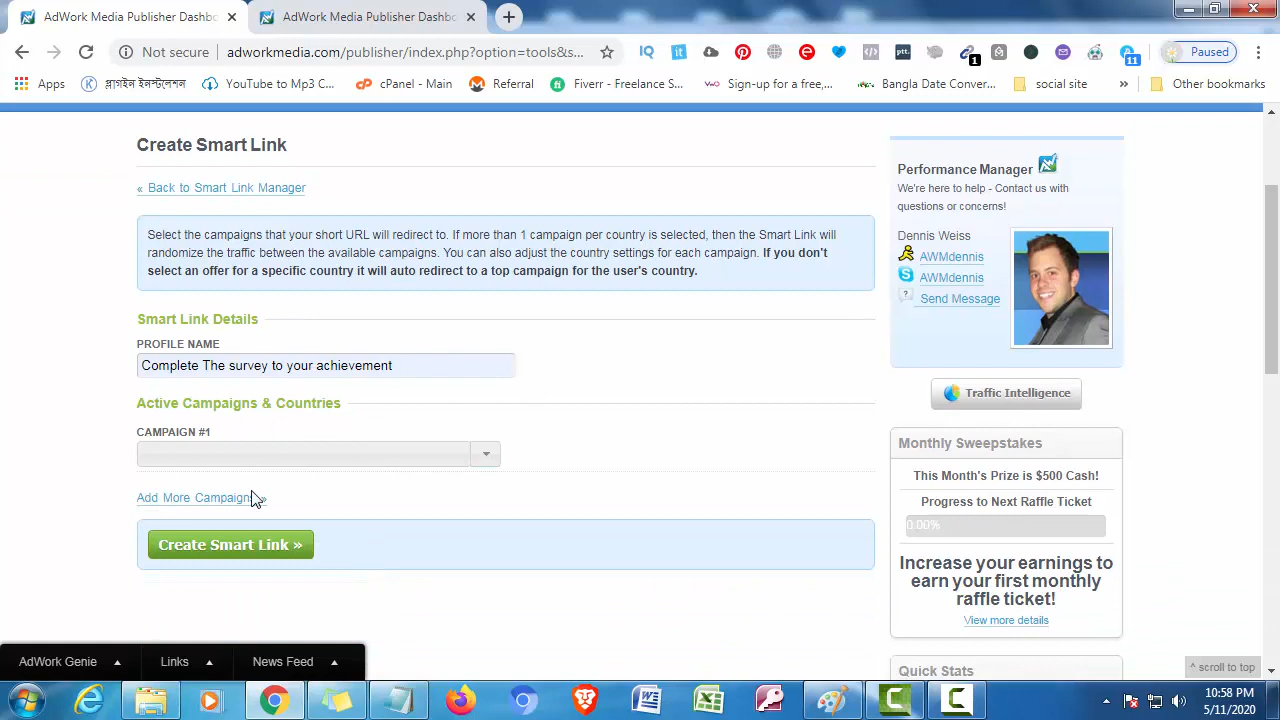 AdWork Media Publisher Dashbo
AdWork Media Publisher Dashbo
Not secure
adworkmedia.com/publisher/index.php?option=tools&s...
1
11
Paused
Apps
প্লাগইন ইনস্টলেশন
YouTube to Mp3 C...
cPanel - Main
Referral
Fiverr - Freelance S...
Sign-up for a free,...
Bangla Date Conver...
social site
»
Other bookmarks
Create Smart Link
« Back to Smart Link Manager
Select the campaigns that your short URL will redirect to. If more than 1 campaign per country is selected, then the Smart Link will
randomize the traffic between the available campaigns. You can also adjust the country settings for each campaign. If you don't
select an offer for a specific country it will auto redirect to a top campaign for the user's country.
Smart Link Details
PROFILE NAME
Complete The survey to your achievement
Active Campaigns & Countries
CAMPAIGN #1
Add More Campaigns »
Create Smart Link »
Performance Manager
We're here to help - Contact us with
questions or concerns!
Dennis Weiss
AWMdennis
AWMdennis
Send Message
Traffic Intelligence
Monthly Sweepstakes
This Month's Prize is $500 Cash!
Progress to Next Raffle Ticket
0.00%
Increase your earnings to
earn your first monthly
raffle ticket!
View more details
Quick Stats
^ scroll to top
AdWork Genie
Links
News Feed
10:58 PM
5/11/2020